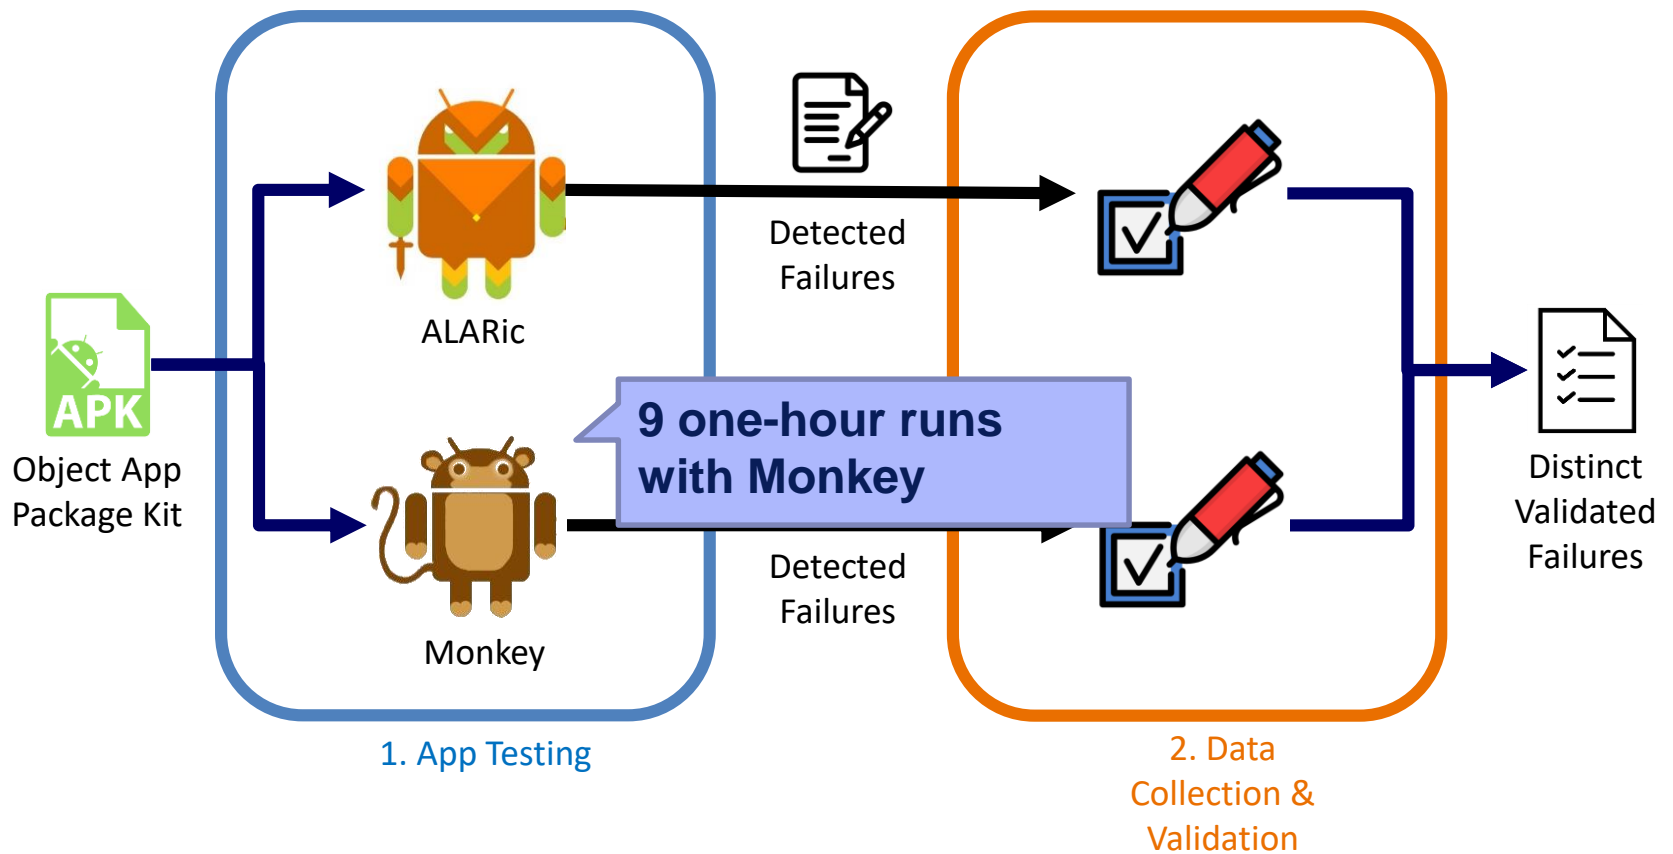 Detected
Failures
ALARic
APK
Object App
Package Kit
9 one-hour runs
with Monkey
Distinct
Validated
Failures
Detected
Failures
Monkey
1. App Testing
2. Data
Collection &
Validation